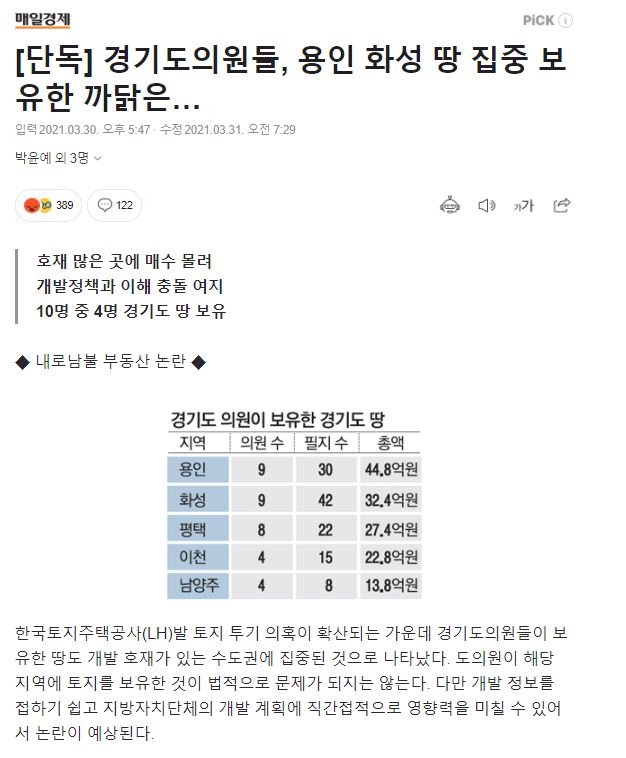 매일경제
PiCK
[단독] 경기도의원들, 용인 화성 땅 집중 보
유한 까닭은…
입력 2021.03.30. 오후 5:47 · 수정 2021.03.31. 오전 7:29
박윤예 외 3명
389 122 가가
호재 많은 곳에 매수 몰려
개발정책과 이해 충돌 여지
10명 중 4명 경기도 땅 보유
◆ 내로남불 부동산 논란 ◆
경기도 의원이 보유한 경기도 땅
지역 의원 수 필지 수 총액
용인 9 30 44.8억원
화성 9 42 32.4억원
평택 8 22 27.4억원
이천 4 15 22.8억원
남양주 4 8 13.8억원
한국토지주택공사(LH)발 토지 투기 의혹이 확산되는 가운데 경기도의원들이 보
유한 땅도 개발 호재가 있는 수도권에 집중된 것으로 나타났다. 도의원이 해당
지역에 토지를 보유한 것이 법적으로 문제가 되지는 않는다. 다만 개발 정보를
접하기 쉽고 지방자치단체의 개발 계획에 직간접적으로 영향력을 미칠 수 있어
서 논란이 예상된다.